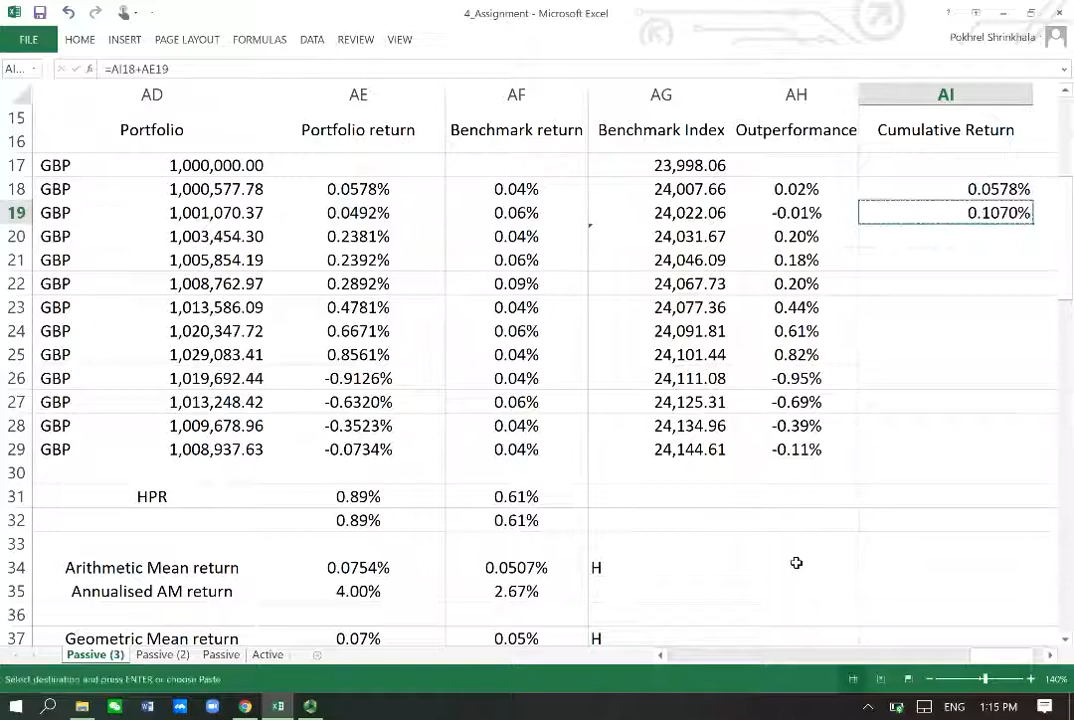 4_Assignment - Microsoft Excel
FILE HOME INSERT PAGE LAYOUT FORMULAS DATA REVIEW VIEW Pokhrel Shrinkhala
AI... =AI18+AE19
AD AE AF AG AH AI
15
16 Portfolio Portfolio return Benchmark return Benchmark Index Outperformance Cumulative Return
17 GBP 1,000,000.00 23,998.06
18 GBP 1,000,577.78 0.0578% 0.04% 24,007.66 0.02% 0.0578%
19 GBP 1,001,070.37 0.0492% 0.06% 24,022.06 -0.01% 0.1070%
20 GBP 1,003,454.30 0.2381% 0.04% 24,031.67 0.20%
21 GBP 1,005,854.19 0.2392% 0.06% 24,046.09 0.18%
22 GBP 1,008,762.97 0.2892% 0.09% 24,067.73 0.20%
23 GBP 1,013,586.09 0.4781% 0.04% 24,077.36 0.44%
24 GBP 1,020,347.72 0.6671% 0.06% 24,091.81 0.61%
25 GBP 1,029,083.41 0.8561% 0.04% 24,101.44 0.82%
26 GBP 1,019,692.44 -0.9126% 0.04% 24,111.08 -0.95%
27 GBP 1,013,248.42 -0.6320% 0.06% 24,125.31 -0.69%
28 GBP 1,009,678.96 -0.3523% 0.04% 24,134.96 -0.39%
29 GBP 1,008,937.63 -0.0734% 0.04% 24,144.61 -0.11%
30
31 HPR 0.89% 0.61%
32 0.89% 0.61%
33
34 Arithmetic Mean return 0.0754% 0.0507% H
35 Annualised AM return 4.00% 2.67%
36
37 Geometric Mean return 0.07% 0.05% H
Passive (3) Passive (2) Passive Active
Select destination and press ENTER or choose Paste 140%
ENG 1:15 PM